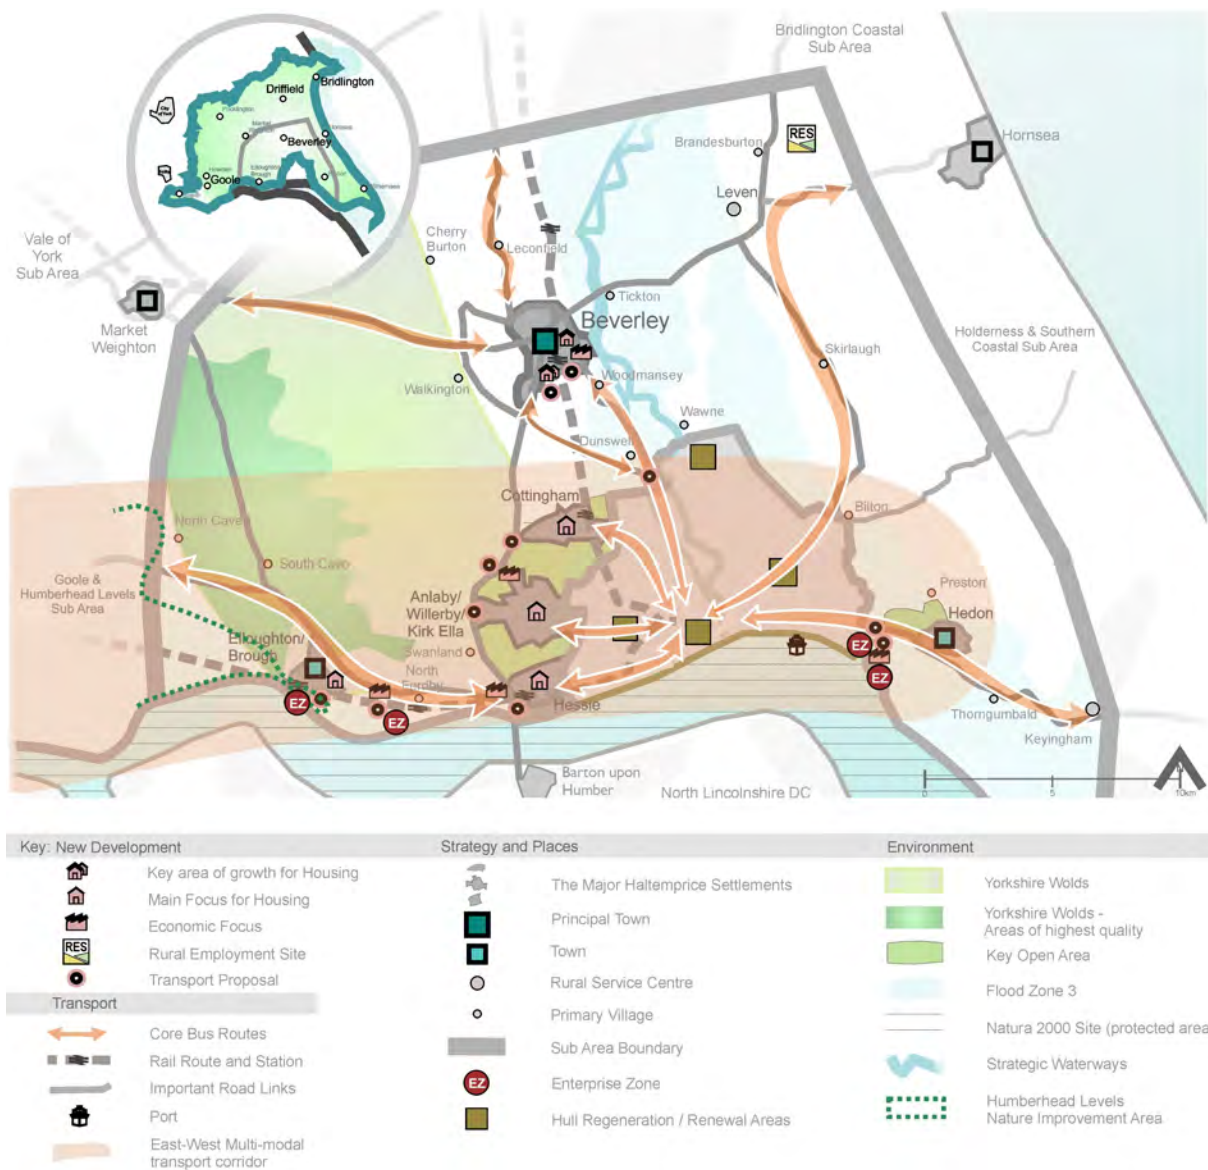 Bridlington Coastal
Sub Area
Bridlington
Driffield
Beverley
Goole
Brandesburton
RES
Hornsea
Leven
Vale of
York
Sub Area
Cherry
Burton
Leconfield
Tickton
Market
Weighton
Beverley
Holderness & Southern
Coastal Sub Area
Skirlaugh
Walkington
Woodmansey
Wawne
Dunswell
Cottingham
Bilton
North Cave
South Cave
Goole &
Humberhead Levels
Sub Area
Anlaby/
Willerby/
Kirk Ella
Preston
Hedon
Elloughton/
Brough
Swanland
North
Ferriby
EZ
EZ
EZ
EZ
Hessle
Thorngumbald
Keyingham
Barton upon
Humber
North Lincolnshire DC
0
5
10km
Key: New Development
Key area of growth for Housing
Main Focus for Housing
Economic Focus
RES
Rural Employment Site
Transport Proposal
Transport
Core Bus Routes
Rail Route and Station
Important Road Links
Port
East-West Multi-modal
transport corridor
Strategy and Places
The Major Haltemprice Settlements
Principal Town
Town
Rural Service Centre
Primary Village
Sub Area Boundary
EZ
Enterprise Zone
Hull Regeneration / Renewal Areas
Environment
Yorkshire Wolds
Yorkshire Wolds -
Areas of highest quality
Key Open Area
Flood Zone 3
Natura 2000 Site (protected area
Strategic Waterways
Humberhead Levels
Nature Improvement Area